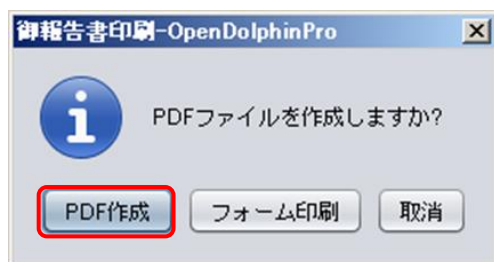 御報告書印刷-OpenDolphinPro
PDFファイルを作成しますか?
PDF作成 フォーム印刷 取消